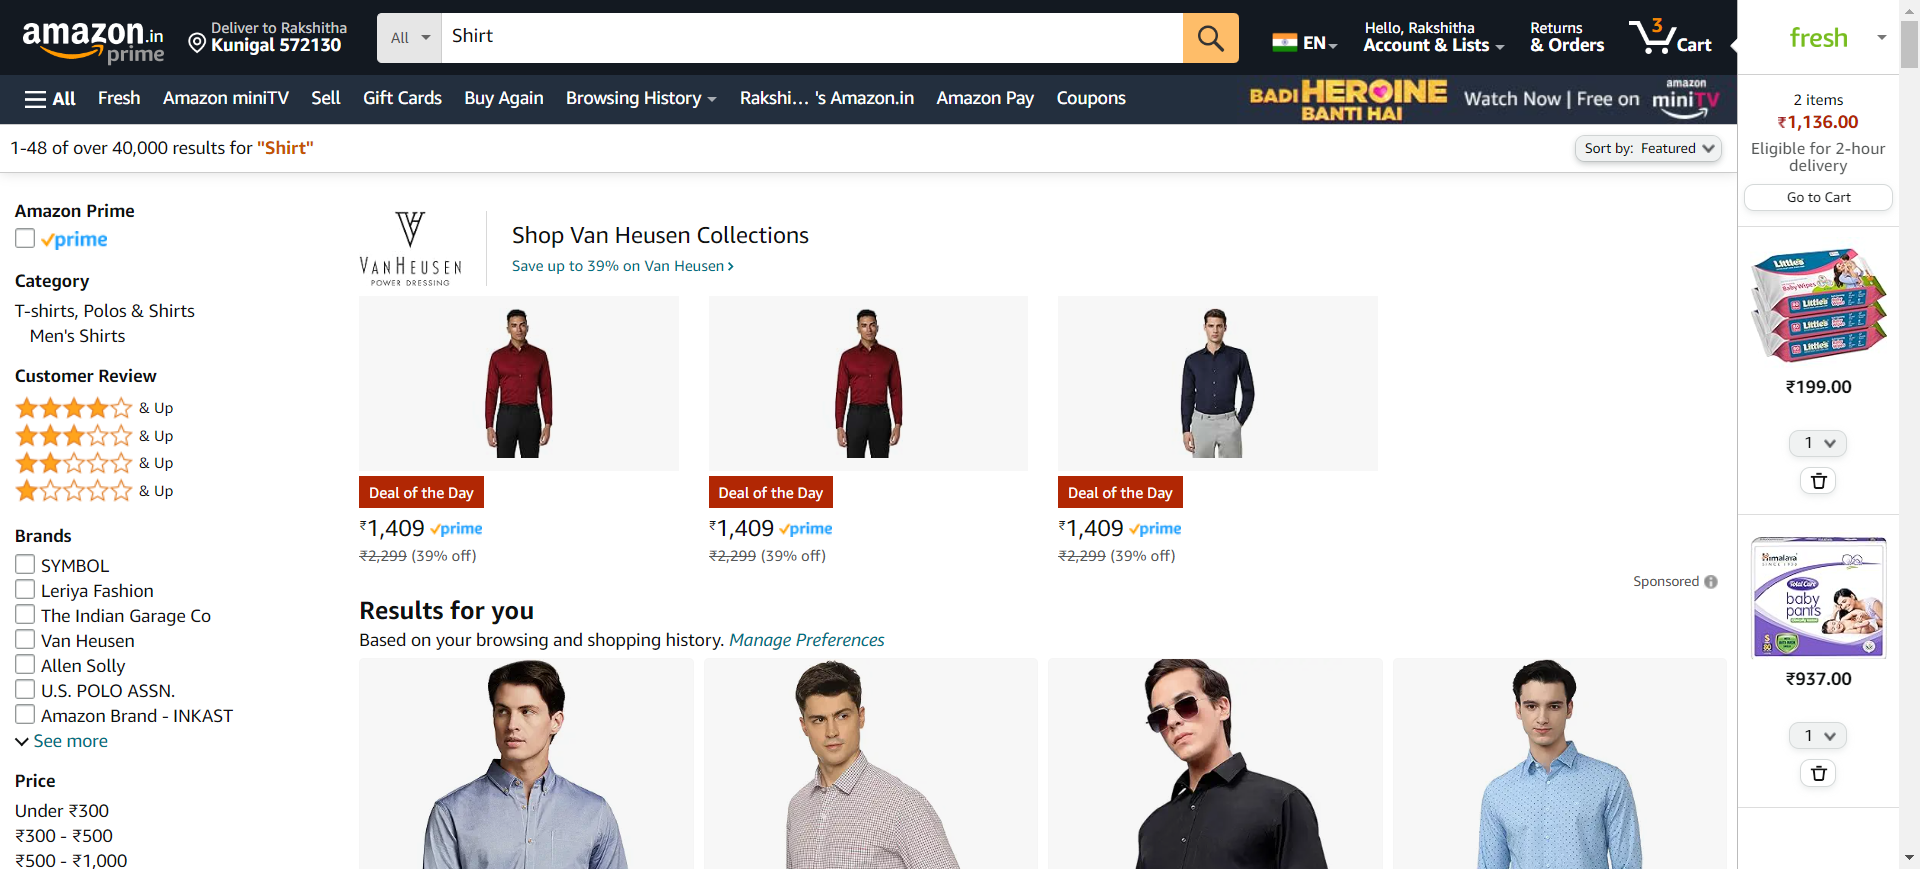 amazon.in
prime
Deliver to Rakshitha
Kunigal 572130
All
Shirt
EN
Hello, Rakshitha
Account & Lists
Returns
& Orders
3
Cart
All
Fresh
Amazon miniTV
Sell
Gift Cards
Buy Again
Browsing History
Rakshi... 's Amazon.in
Amazon Pay
Coupons
BADI HEROINE
BANTI HAI
Watch Now | Free on
amazon
miniTV
1-48 of over 40,000 results for "Shirt"
Sort by: Featured
Amazon Prime
prime
Category
T-shirts, Polos & Shirts
Men's Shirts
Customer Review
& Up
& Up
& Up
& Up
Brands
SYMBOL
Leriya Fashion
The Indian Garage Co
Van Heusen
Allen Solly
U.S. POLO ASSN.
Amazon Brand - INKAST
See more
Price
Under ₹300
₹300 - ₹500
₹500 - ₹1,000
VAN HEUSEN
POWER DRESSING
Shop Van Heusen Collections
Save up to 39% on Van Heusen
Deal of the Day
₹1,409 prime
₹2,299 (39% off)
Deal of the Day
₹1,409 prime
₹2,299 (39% off)
Deal of the Day
₹1,409 prime
₹2,299 (39% off)
Sponsored
Results for you
Based on your browsing and shopping history. Manage Preferences
fresh
2 items
₹1,136.00
Eligible for 2-hour
delivery
Go to Cart
Little's
Baby Wipes
Little's
Little's
Little's
₹199.00
1
Himalaya
SINCE 1930
Total Care
baby
pants
₹937.00
1